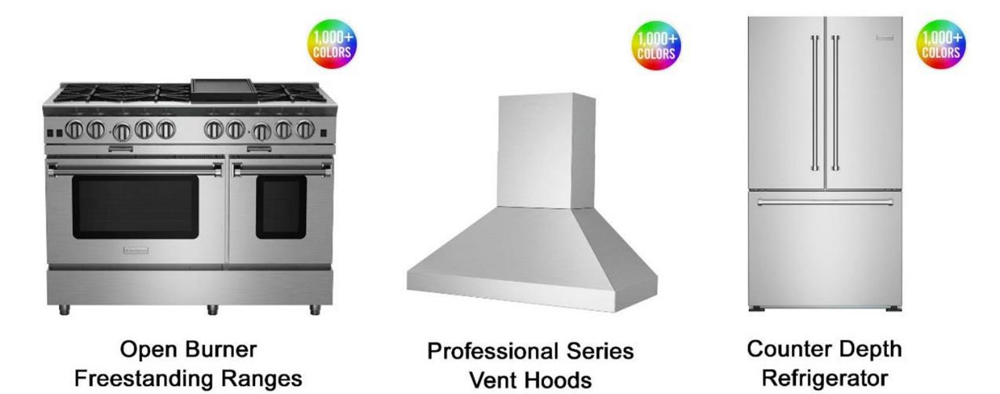 1,000+
COLORS
1,000+
COLORS
1,000+
COLORS
Open Burner
Freestanding Ranges
Professional Series
Vent Hoods
Counter Depth
Refrigerator